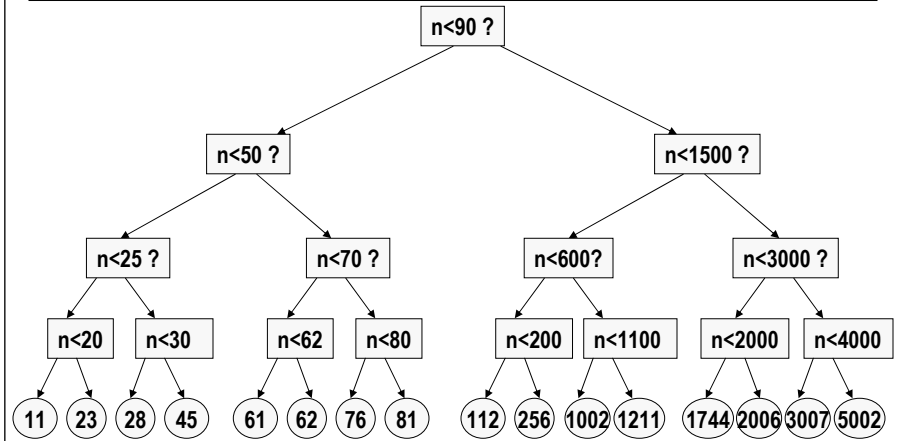 n<90 ?
n<50 ? n<1500 ?
n<25 ? n<70 ? n<600? n<3000 ?
n<20 n<30 n<62 n<80 n<200 n<1100 n<2000 n<4000
11 23 28 45 61 62 76 81 112 256 1002 1211 1744 2006 3007 5002